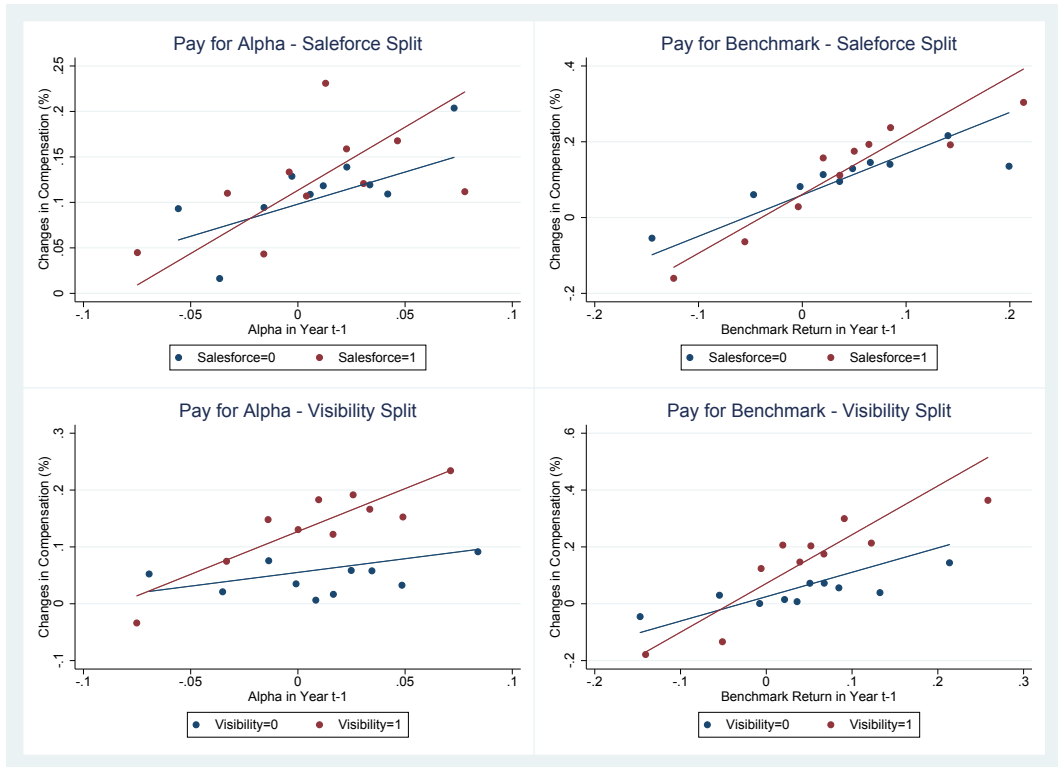 Pay for Alpha - Saleforce Split
Changes in Compensation (%)
0 .05 .1 .15 .2 .25
-.1 -.05 0 .05 .1
Alpha in Year t-1
Salesforce=0 Salesforce=1
Pay for Benchmark - Saleforce Split
Changes in Compensation (%)
-.2 0 .2 .4
-.2 -.1 0 .1 .2
Benchmark Return in Year t-1
Salesforce=0 Salesforce=1
Pay for Alpha - Visibility Split
Changes in Compensation (%)
-.1 0 .1 .2 .3
-.1 -.05 0 .05 .1
Alpha in Year t-1
Visibility=0 Visibility=1
Pay for Benchmark - Visibility Split
Changes in Compensation (%)
-.2 0 .2 .4 .6
-.2 -.1 0 .1 .2 .3
Benchmark Return in Year t-1
Visibility=0 Visibility=1